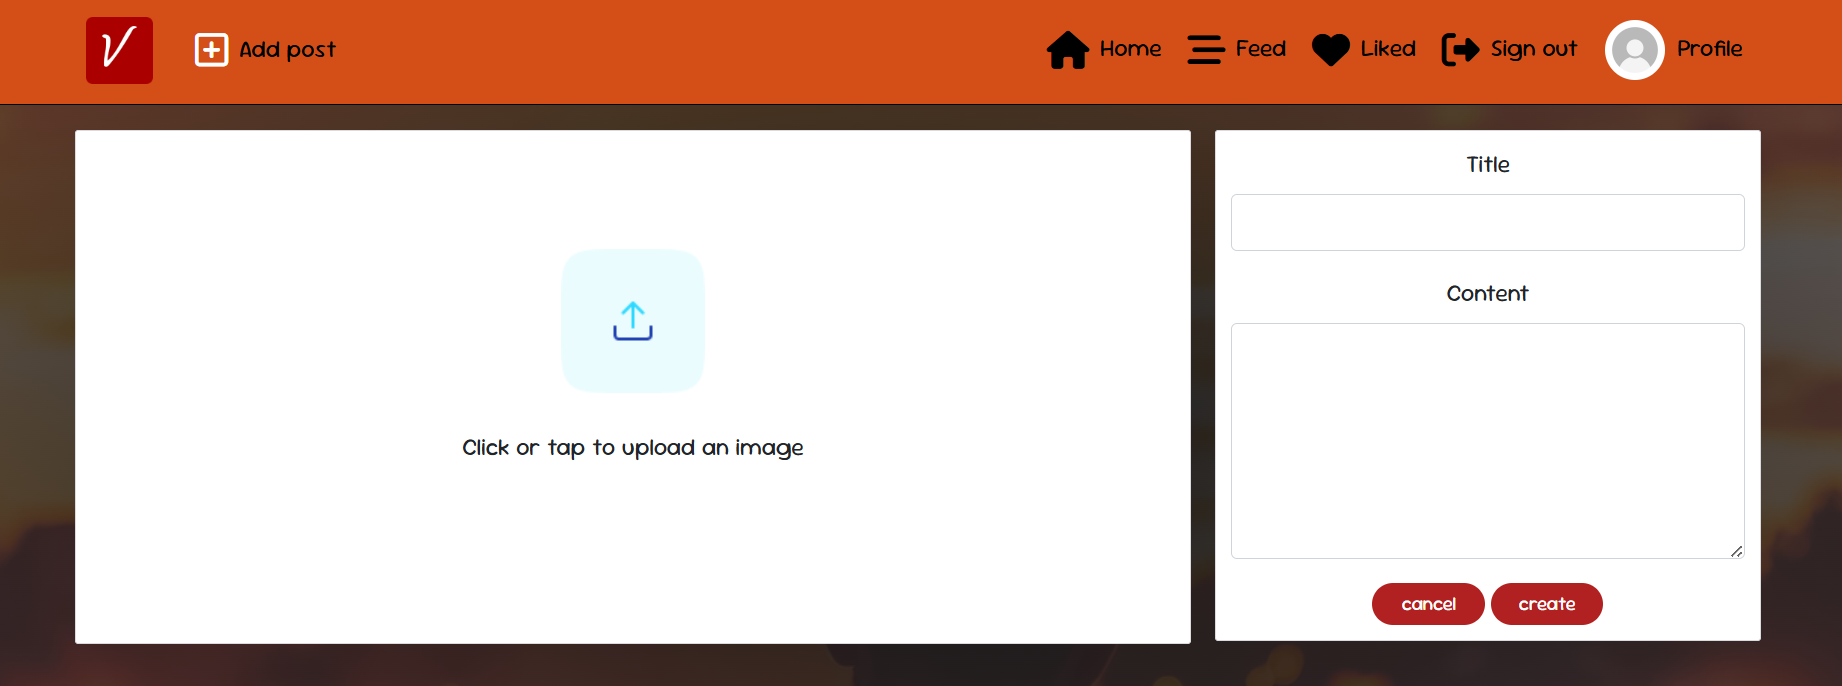 V
Add post
Home
Feed
Liked
Sign out
Profile
Click or tap to upload an image
Title
Content
cancel
create